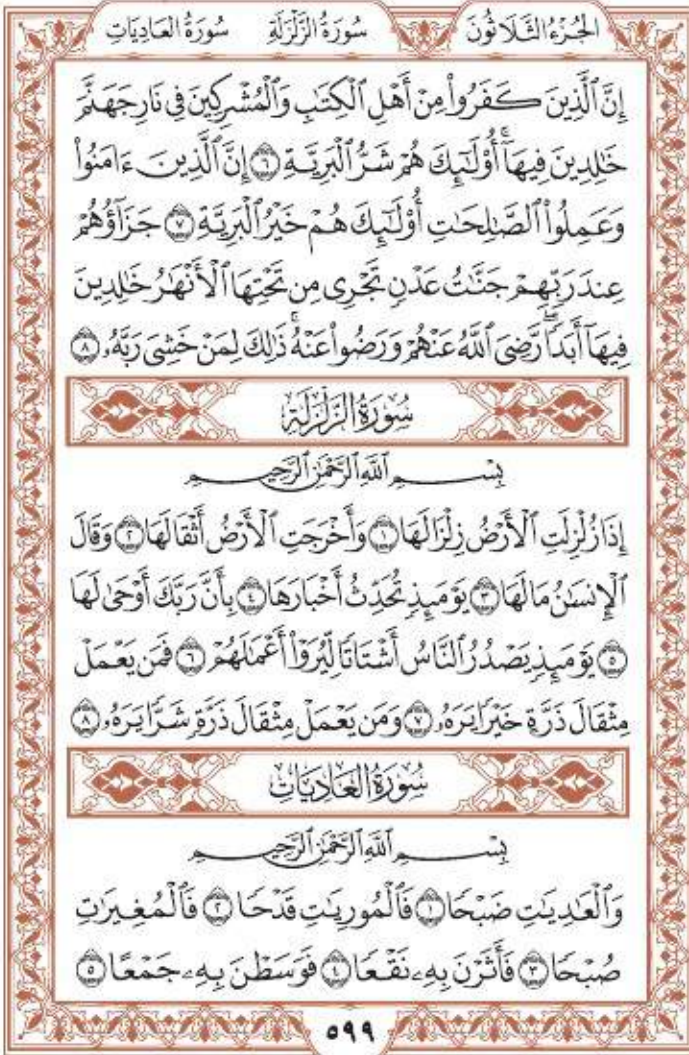 الجُزْءُ الثَّلَاثُونَ سُورَةُ الزَّلْزَلَةِ سُورَةُ العَادِيَاتِ
إِنَّ ٱلَّذِينَ كَفَرُوا۟ مِنْ أَهْلِ ٱلْكِتَٰبِ وَٱلْمُشْرِكِينَ فِى نَارِ جَهَنَّمَ
خَٰلِدِينَ فِيهَآ ۚ أُو۟لَٰٓئِكَ هُمْ شَرُّ ٱلْبَرِيَّةِ ٦ إِنَّ ٱلَّذِينَ ءَامَنُوا۟
وَعَمِلُوا۟ ٱلصَّٰلِحَٰتِ أُو۟لَٰٓئِكَ هُمْ خَيْرُ ٱلْبَرِيَّةِ ٧ جَزَآؤُهُمْ
عِندَ رَبِّهِمْ جَنَّٰتُ عَدْنٍ تَجْرِى مِن تَحْتِهَا ٱلْأَنْهَٰرُ خَٰلِدِينَ
فِيهَآ أَبَدًا ۖ رَّضِىَ ٱللَّهُ عَنْهُمْ وَرَضُوا۟ عَنْهُ ۚ ذَٰلِكَ لِمَنْ خَشِىَ رَبَّهُۥ ٨
سُورَةُ الزَّلْزَلَةِ
بِسْمِ ٱللَّهِ ٱلرَّحْمَٰنِ ٱلرَّحِيمِ
إِذَا زُلْزِلَتِ ٱلْأَرْضُ زِلْزَالَهَا ١ وَأَخْرَجَتِ ٱلْأَرْضُ أَثْقَالَهَا ٢ وَقَالَ
ٱلْإِنسَٰنُ مَا لَهَا ٣ يَوْمَئِذٍ تُحَدِّثُ أَخْبَارَهَا ٤ بِأَنَّ رَبَّكَ أَوْحَىٰ لَهَا
٥ يَوْمَئِذٍ يَصْدُرُ ٱلنَّاسُ أَشْتَاتًا لِّيُرَوْا۟ أَعْمَٰلَهُمْ ٦ فَمَن يَعْمَلْ
مِثْقَالَ ذَرَّةٍ خَيْرًا يَرَهُۥ ٧ وَمَن يَعْمَلْ مِثْقَالَ ذَرَّةٍ شَرًّا يَرَهُۥ ٨
سُورَةُ العَادِيَاتِ
بِسْمِ ٱللَّهِ ٱلرَّحْمَٰنِ ٱلرَّحِيمِ
وَٱلْعَٰدِيَٰتِ ضَبْحًا ١ فَٱلْمُورِيَٰتِ قَدْحًا ٢ فَٱلْمُغِيرَٰتِ
صُبْحًا ٣ فَأَثَرْنَ بِهِۦ نَقْعًا ٤ فَوَسَطْنَ بِهِۦ جَمْعًا ٥
٥٩٩